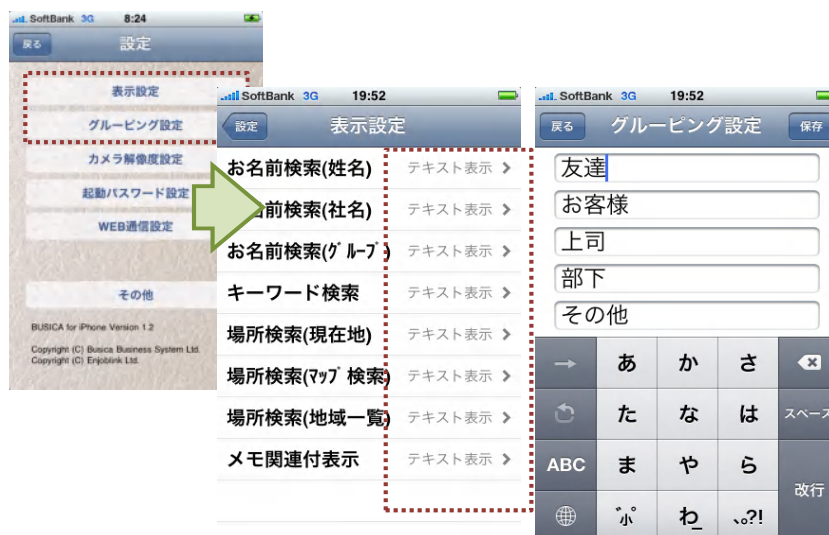 SoftBank 3G 8:24
戻る 設定
表示設定
グルーピング設定
カメラ解像度設定
起動パスワード設定
WEB通信設定
その他
BUSICA for iPhone Version 1.2
Copyright (C) Busica Business System Ltd.
Copyright (C) Enjoblink Ltd.
SoftBank 3G 19:52
設定 表示設定
お名前検索(姓名) テキスト表示
名前検索(社名) テキスト表示
お名前検索(ｸﾞﾙｰﾌﾟ) テキスト表示
キーワード検索 テキスト表示
場所検索(現在地) テキスト表示
場所検索(ﾏｯﾌﾟ検索) テキスト表示
場所検索(地域一覧) テキスト表示
メモ関連付表示 テキスト表示
SoftBank 3G 19:52
戻る グルーピング設定 保存
友達
お客様
上司
部下
その他
→ あ か さ
た な は スペース
ABC ま や ら 改行
゛小゜ わ_ 、。?!